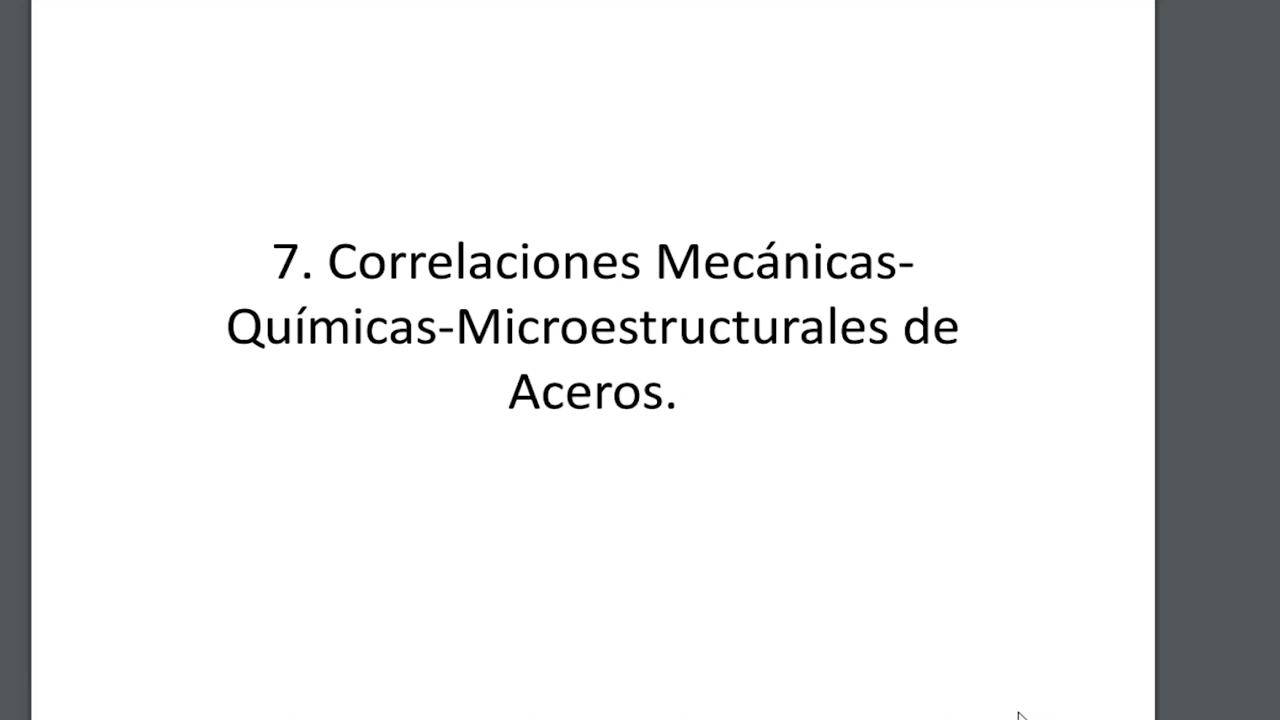 7. Correlaciones Mecánicas-
Químicas-Microestructurales de
Aceros.